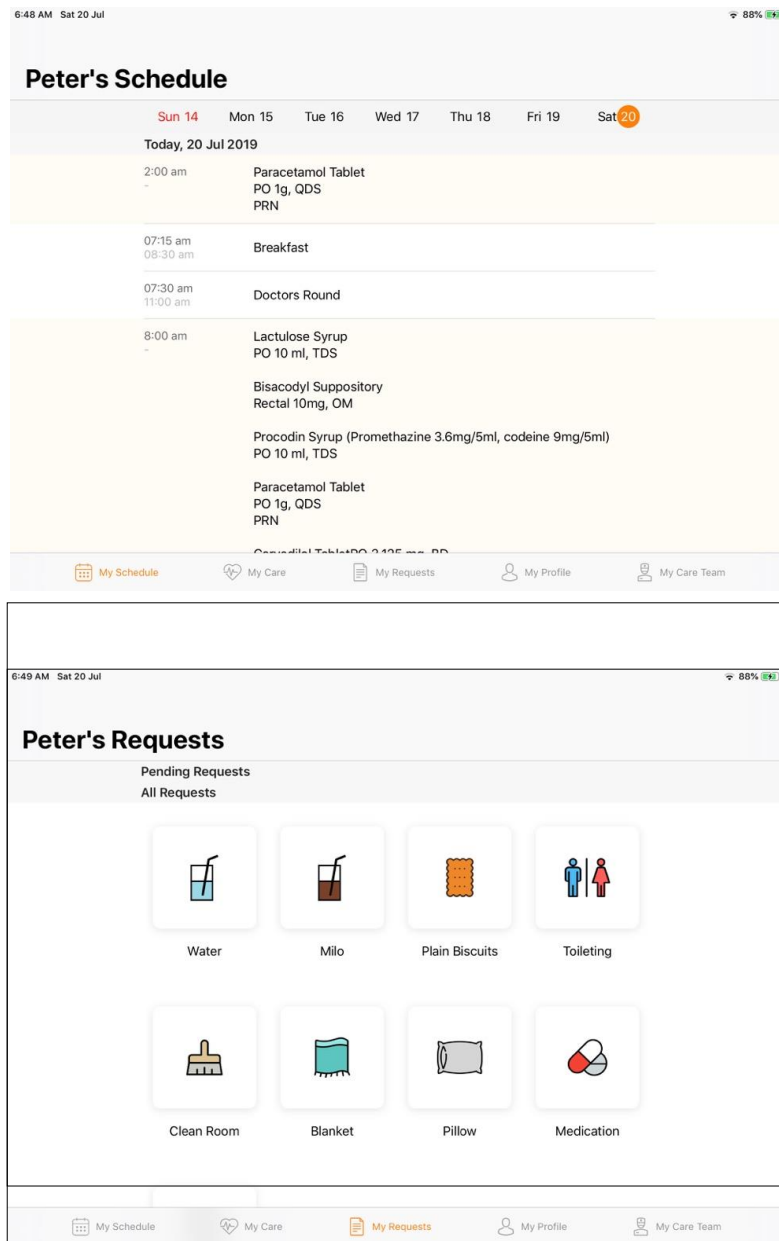 6:48 AM Sat 20 Jul 88%
Peter's Schedule
Sun 14 Mon 15 Tue 16 Wed 17 Thu 18 Fri 19 Sat 20
Today, 20 Jul 2019
2:00 am Paracetamol Tablet
- PO 1g, QDS
PRN
07:15 am
08:30 am
Breakfast
07:30 am
11:00 am
Doctors Round
8:00 am Lactulose Syrup
- PO 10 ml, TDS
Bisacodyl Suppository
Rectal 10mg, OM
Procodin Syrup (Promethazine 3.6mg/5ml, codeine 9mg/5ml)
PO 10 ml, TDS
Paracetamol Tablet
PO 1g, QDS
PRN
Carvedilol TabletPO 3.125 mg, BD
My Schedule My Care My Requests My Profile My Care Team
6:49 AM Sat 20 Jul 88%
Peter's Requests
Pending Requests
All Requests
Water Milo Plain Biscuits Toileting
Clean Room Blanket Pillow Medication
My Schedule My Care My Requests My Profile My Care Team